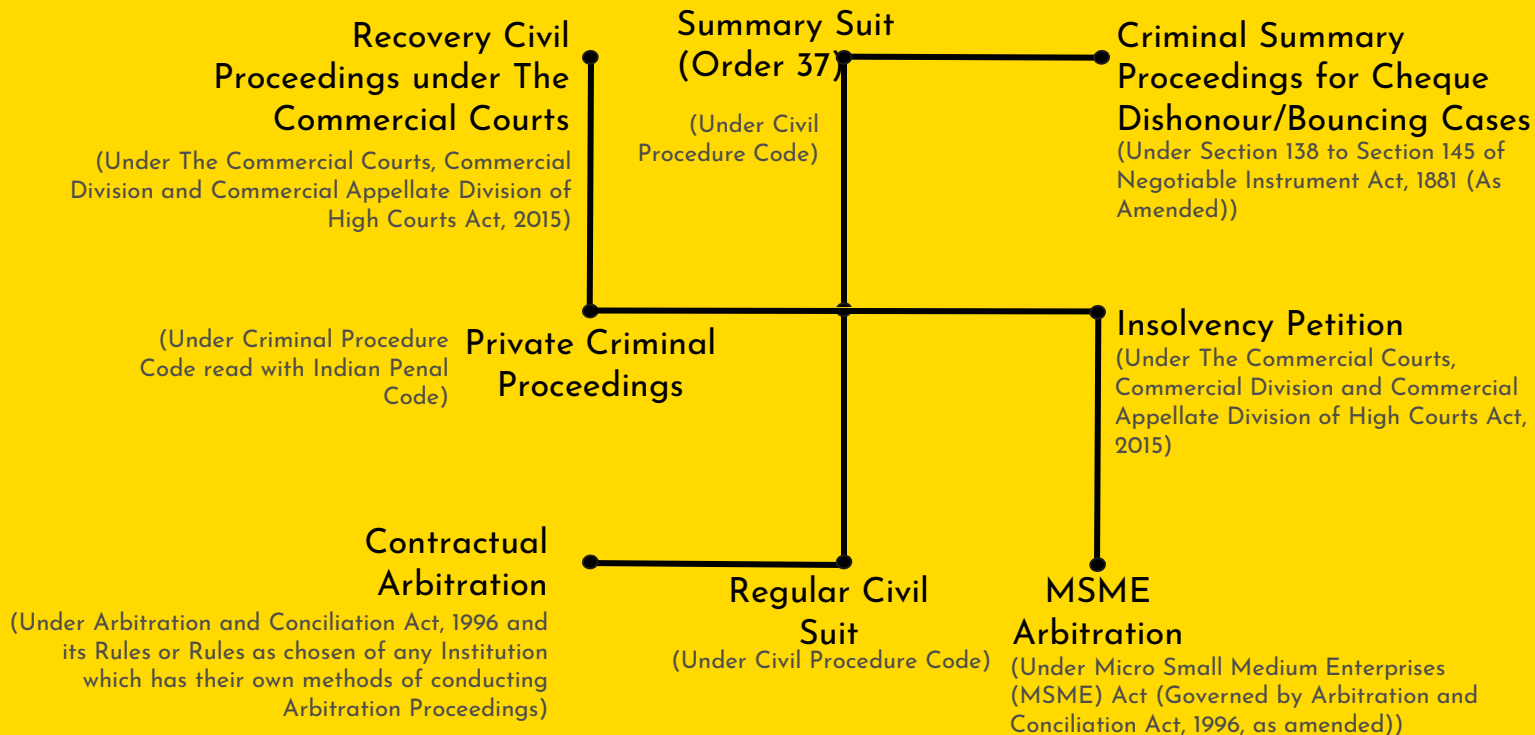 Recovery Civil
Proceedings under The
Commercial Courts
(Under The Commercial Courts, Commercial
Division and Commercial Appellate Division of
High Courts Act, 2015)
Summary Suit
(Order 37)
(Under Civil
Procedure Code)
Criminal Summary
Proceedings for Cheque
Dishonour/Bouncing Cases
(Under Section 138 to Section 145 of
Negotiable Instrument Act, 1881 (As
Amended))
(Under Criminal Procedure
Code read with Indian Penal
Code)
Private Criminal
Proceedings
Insolvency Petition
(Under The Commercial Courts,
Commercial Division and Commercial
Appellate Division of High Courts Act,
2015)
Contractual
Arbitration
(Under Arbitration and Conciliation Act, 1996 and
its Rules or Rules as chosen of any Institution
which has their own methods of conducting
Arbitration Proceedings)
Regular Civil
Suit
(Under Civil Procedure Code)
MSME
Arbitration
(Under Micro Small Medium Enterprises
(MSME) Act (Governed by Arbitration and
Conciliation Act, 1996, as amended))